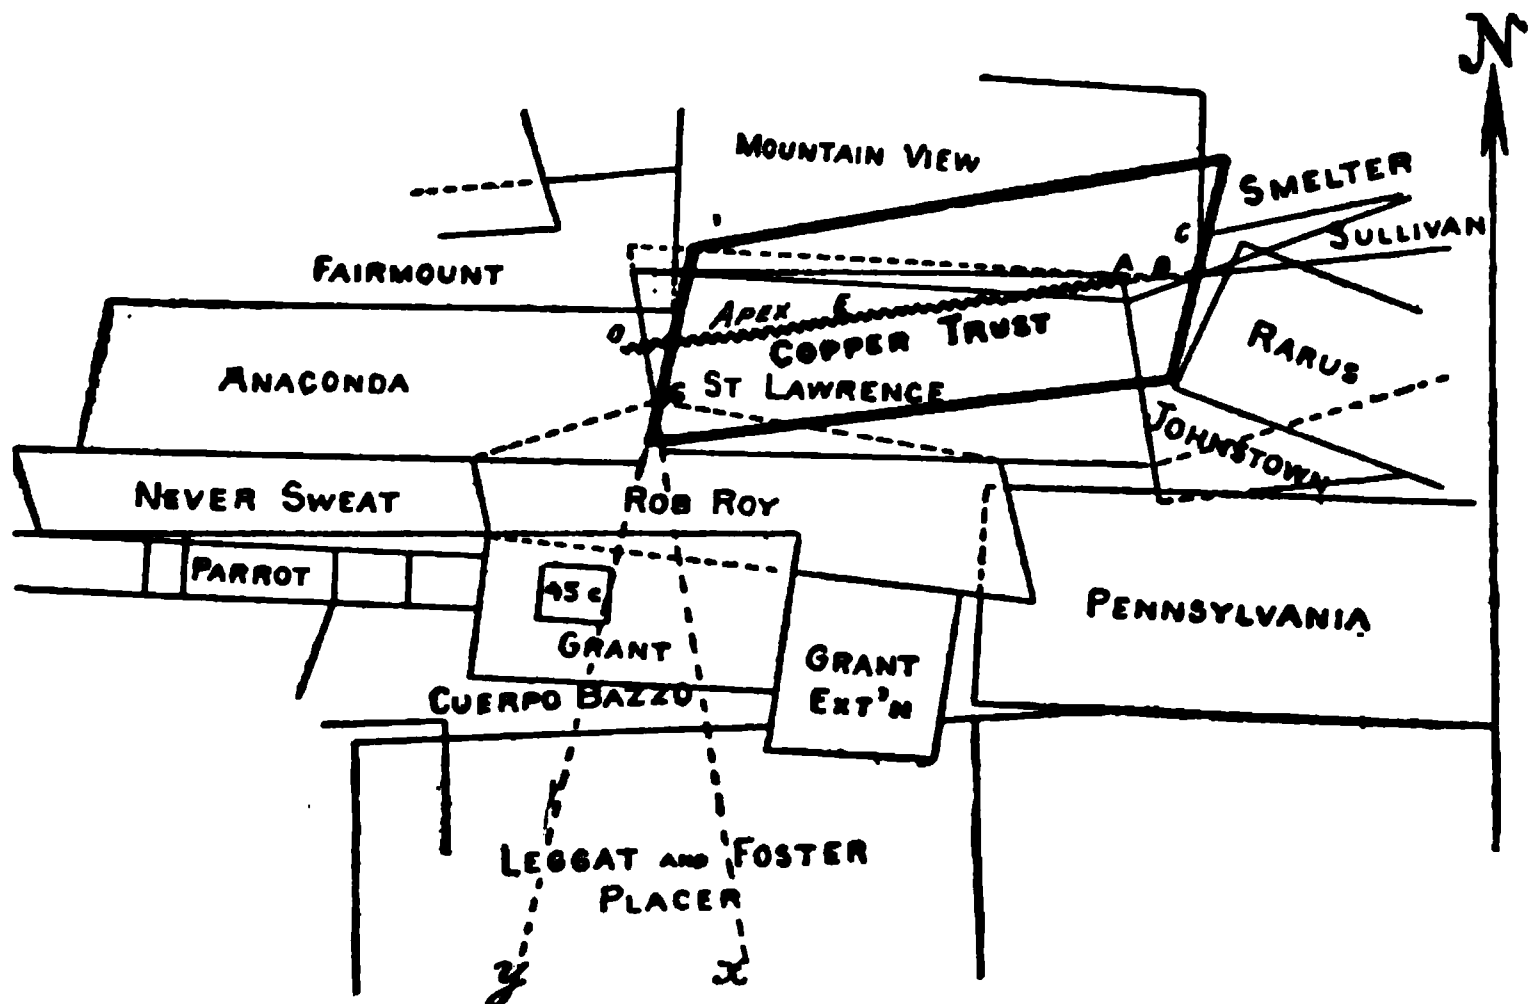 N
MOUNTAIN VIEW
SMELTER
C
SULLIVAN
FAIRMOUNT
A
B
APEX
E
D
COPPER TRUST
RARUS
ANACONDA
ST LAWRENCE
JOHNSTOWN
NEVER SWEAT
ROB ROY
PARROT
45 C
PENNSYLVANIA
GRANT
GRANT
EXT'N
CUERPO BAZZO
LEGGAT AND FOSTER
PLACER
y
x